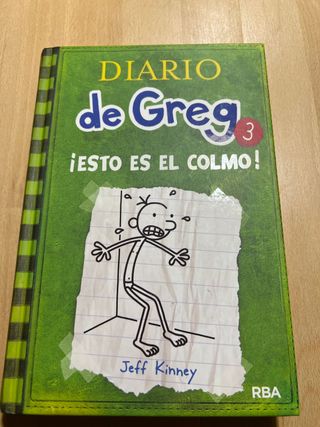 DIARIO
de Greg 3
¡ESTO ES EL COLMO!
Jeff Kinney
RBA